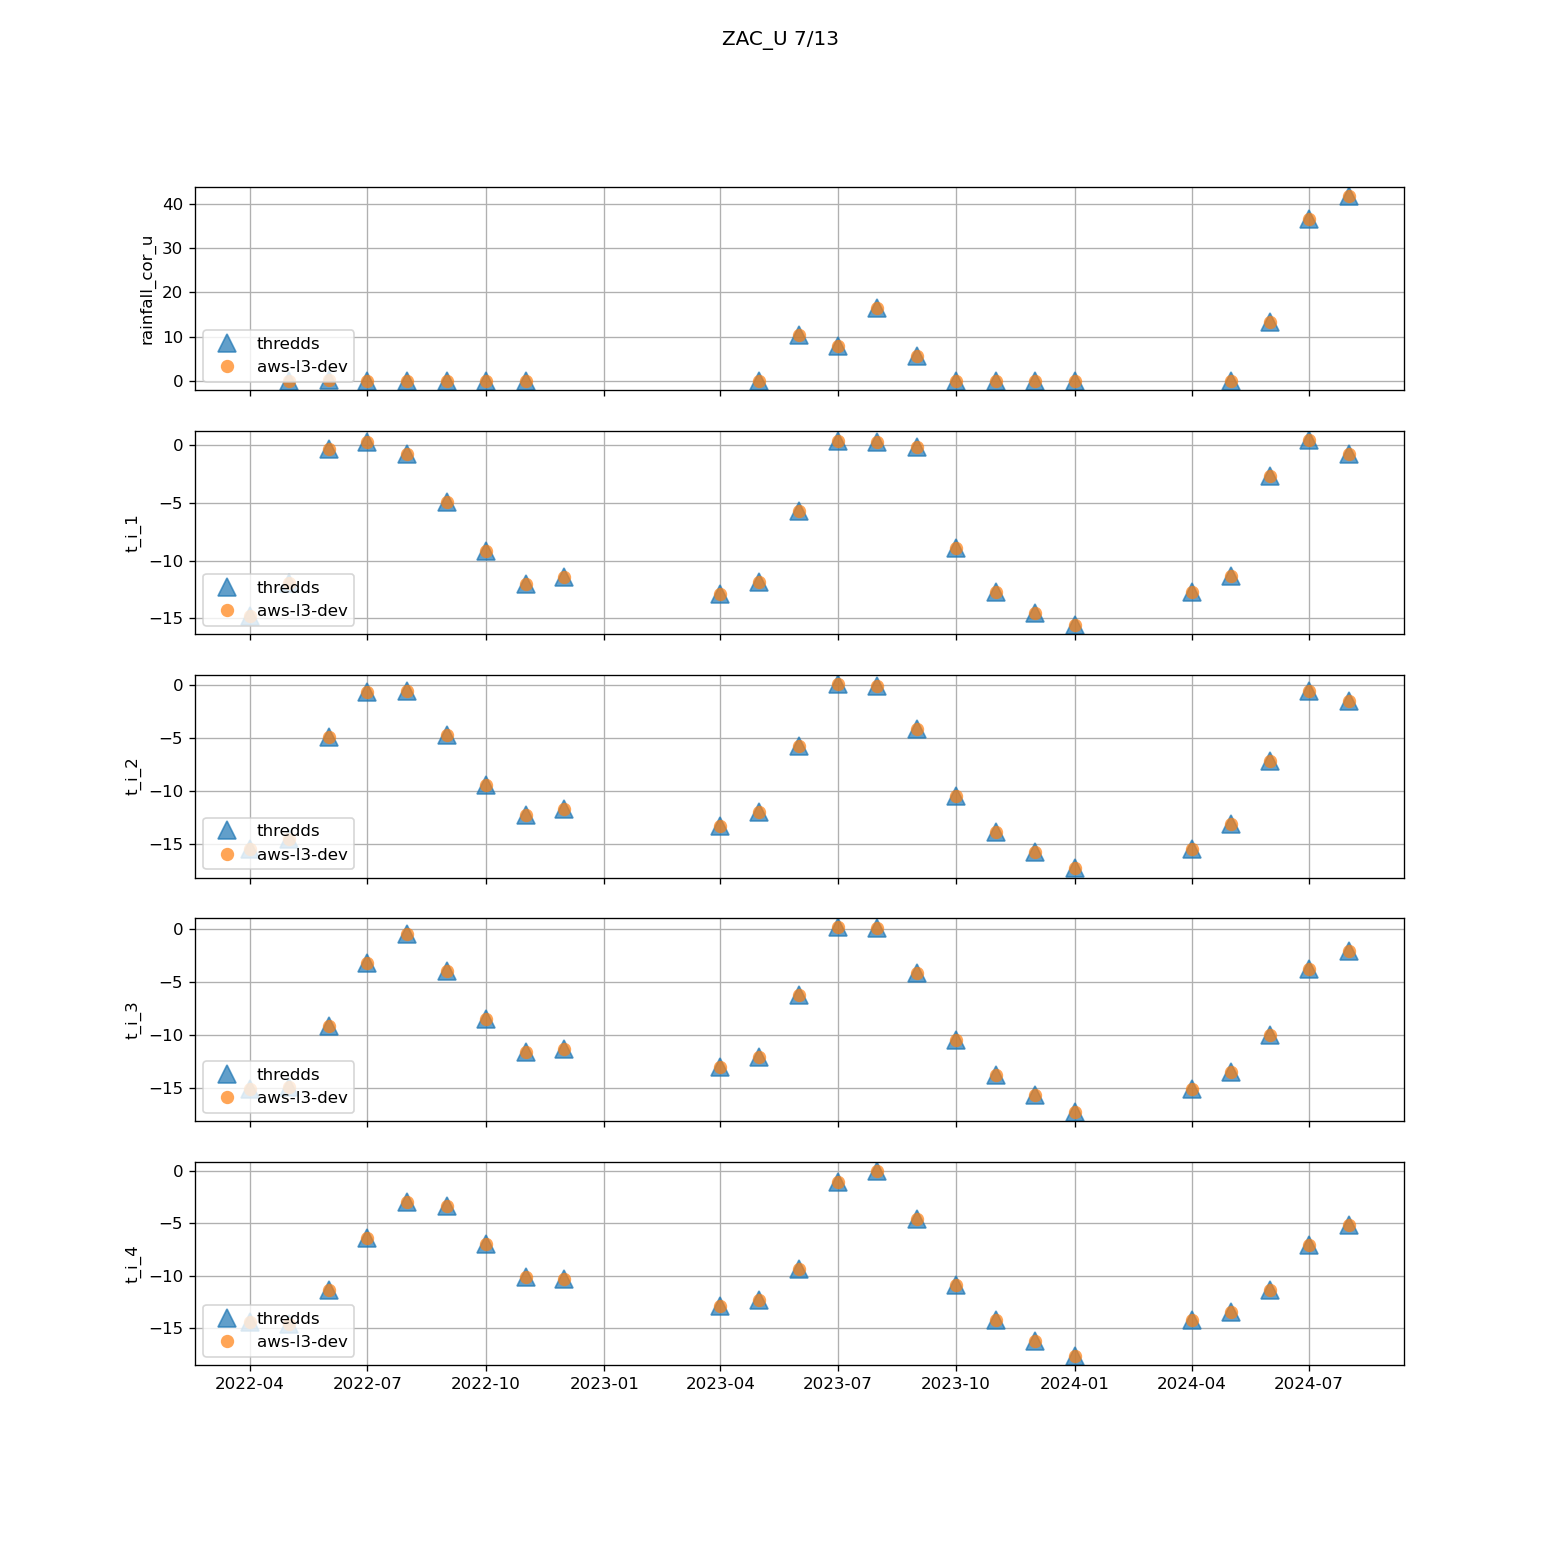 ZAC_U 7/13
40
30
20
10
0
rainfall_cor_u
thredds
aws-l3-dev
0
−5
−10
−15
t_i_1
thredds
aws-l3-dev
0
−5
−10
−15
t_i_2
thredds
aws-l3-dev
0
−5
−10
−15
t_i_3
thredds
aws-l3-dev
0
−5
−10
−15
t_i_4
thredds
aws-l3-dev
2022-04 2022-07 2022-10 2023-01 2023-04 2023-07 2023-10 2024-01 2024-04 2024-07